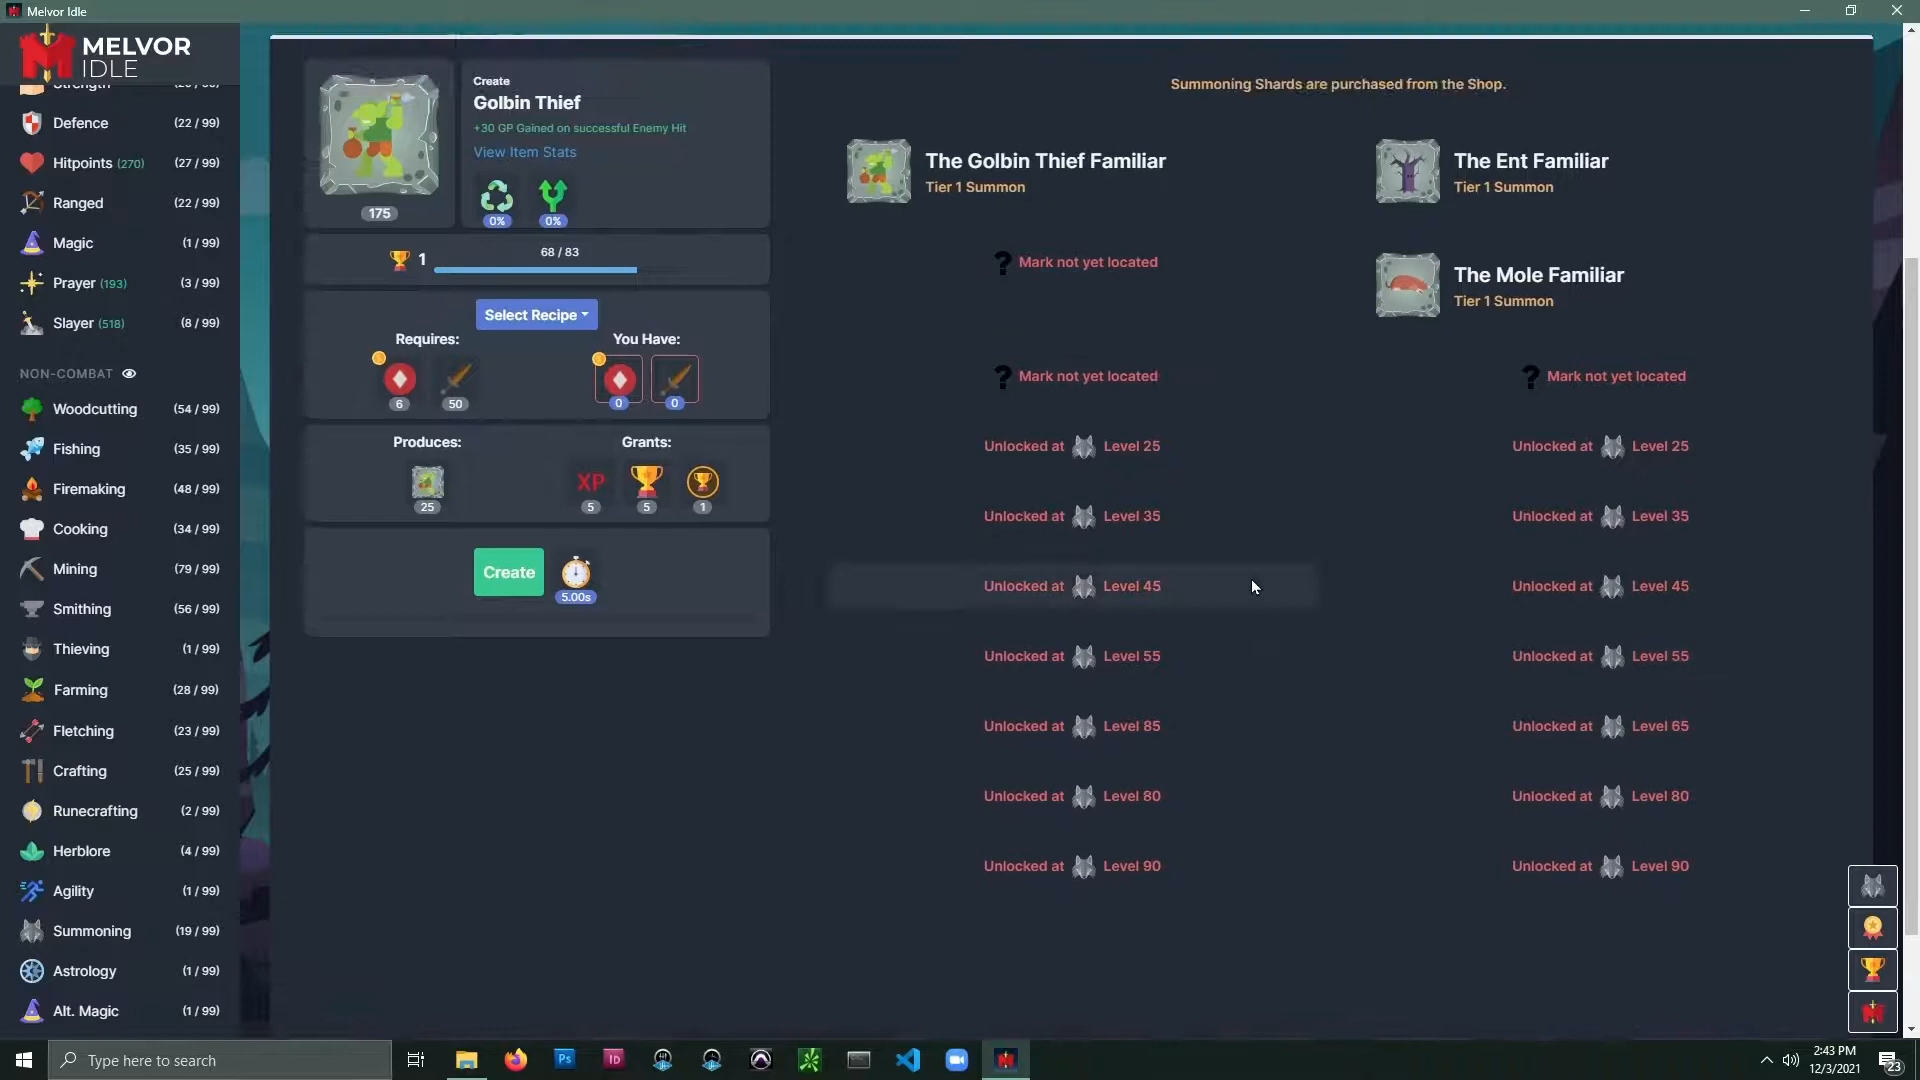 Melvor Idle
MELVOR
IDLE
Strength
Defence (22 / 99)
Hitpoints (270) (27 / 99)
Ranged (22 / 99)
Magic (1 / 99)
Prayer (193) (3 / 99)
Slayer (518) (8 / 99)
NON-COMBAT
Woodcutting (54 / 99)
Fishing (35 / 99)
Firemaking (48 / 99)
Cooking (34 / 99)
Mining (79 / 99)
Smithing (56 / 99)
Thieving (1 / 99)
Farming (28 / 99)
Fletching (23 / 99)
Crafting (25 / 99)
Runecrafting (2 / 99)
Herblore (4 / 99)
Agility (1 / 99)
Summoning (19 / 99)
Astrology (1 / 99)
Alt. Magic (1 / 99)
175
Create
Golbin Thief
+30 GP Gained on successful Enemy Hit
View Item Stats
0% 0%
1 68 / 83
Select Recipe
Requires: You Have:
6 50 0 0
Produces: Grants:
XP
25 5 5 1
Create
5.00s
Summoning Shards are purchased from the Shop.
The Golbin Thief Familiar
Tier 1 Summon
? Mark not yet located
? Mark not yet located
Unlocked at Level 25
Unlocked at Level 35
Unlocked at Level 45
Unlocked at Level 55
Unlocked at Level 85
Unlocked at Level 80
Unlocked at Level 90
The Ent Familiar
Tier 1 Summon
The Mole Familiar
Tier 1 Summon
? Mark not yet located
Unlocked at Level 25
Unlocked at Level 35
Unlocked at Level 45
Unlocked at Level 55
Unlocked at Level 65
Unlocked at Level 80
Unlocked at Level 90
Type here to search
Ps
ID
2:43 PM
12/3/2021
23